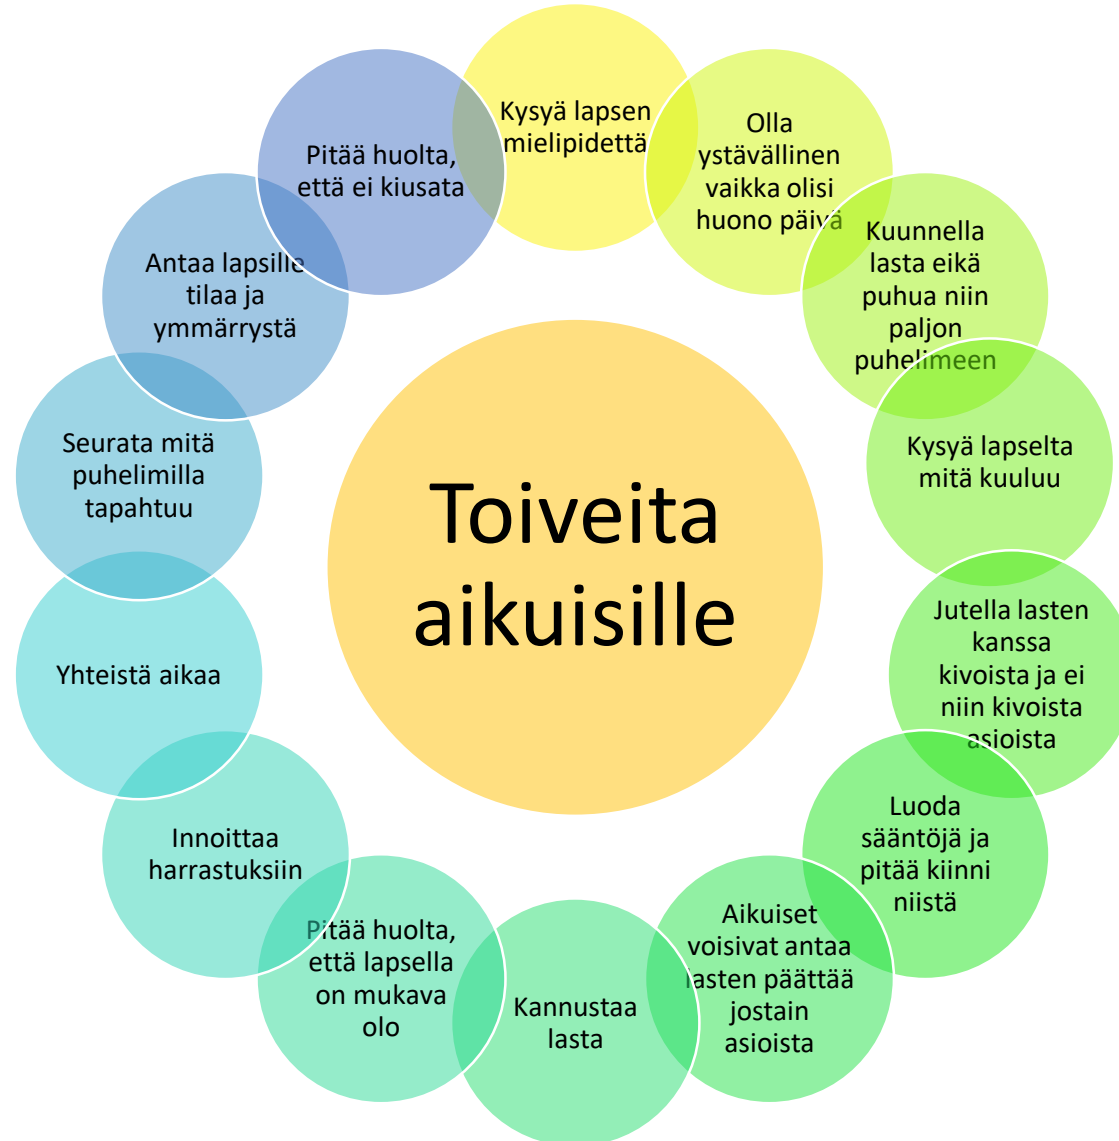 Toiveita
aikuisille
Kysyä lapsen
mielipidettä
Olla
ystävällinen
vaikka olisi
huono päivä
Kuunnella
lasta eikä
puhua niin
paljon
puhelimeen
Kysyä lapselta
mitä kuuluu
Jutella lasten
kanssa
kivoista ja ei
niin kivoista
asioista
Luoda
sääntöjä ja
pitää kiinni
niistä
Aikuiset
voisivat antaa
lasten päättää
jostain
asioista
Kannustaa
lasta
Pitää huolta,
että lapsella
on mukava
olo
Innoittaa
harrastuksiin
Yhteistä aikaa
Seurata mitä
puhelimilla
tapahtuu
Antaa lapsille
tilaa ja
ymmärrystä
Pitää huolta,
että ei kiusata